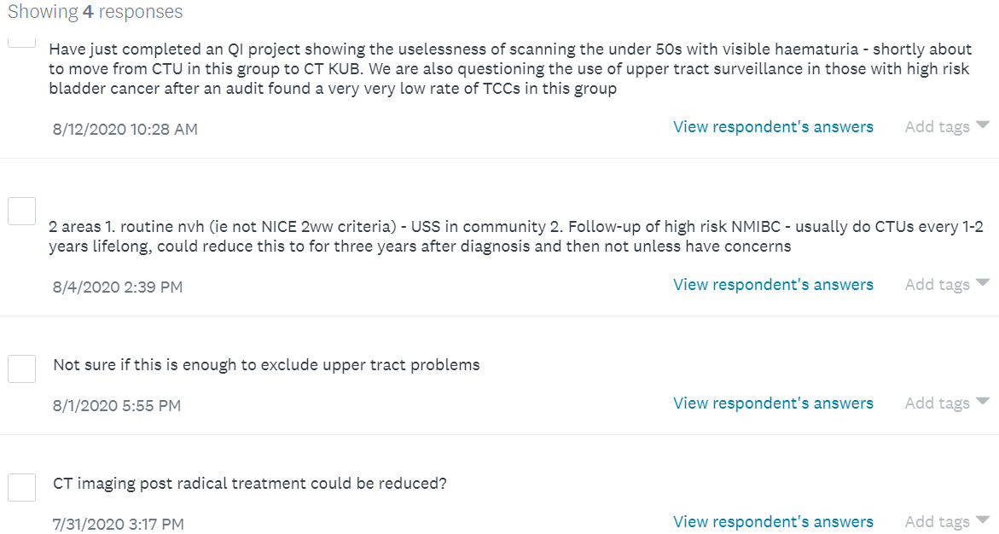 Showing 4 responses
Have just completed an QI project showing the uselessness of scanning the under 50s with visible haematuria - shortly about
to move from CTU in this group to CT KUB. We are also questioning the use of upper tract surveillance in those with high risk
bladder cancer after an audit found a very very low rate of TCCs in this group
8/12/2020 10:28 AM View respondent's answers Add tags
2 areas 1. routine nvh (ie not NICE 2ww criteria) - USS in community 2. Follow-up of high risk NMIBC - usually do CTUs every 1-2
years lifelong, could reduce this to for three years after diagnosis and then not unless have concerns
8/4/2020 2:39 PM View respondent's answers Add tags
Not sure if this is enough to exclude upper tract problems
8/1/2020 5:55 PM View respondent's answers Add tags
CT imaging post radical treatment could be reduced?
7/31/2020 3:17 PM View respondent's answers Add tags